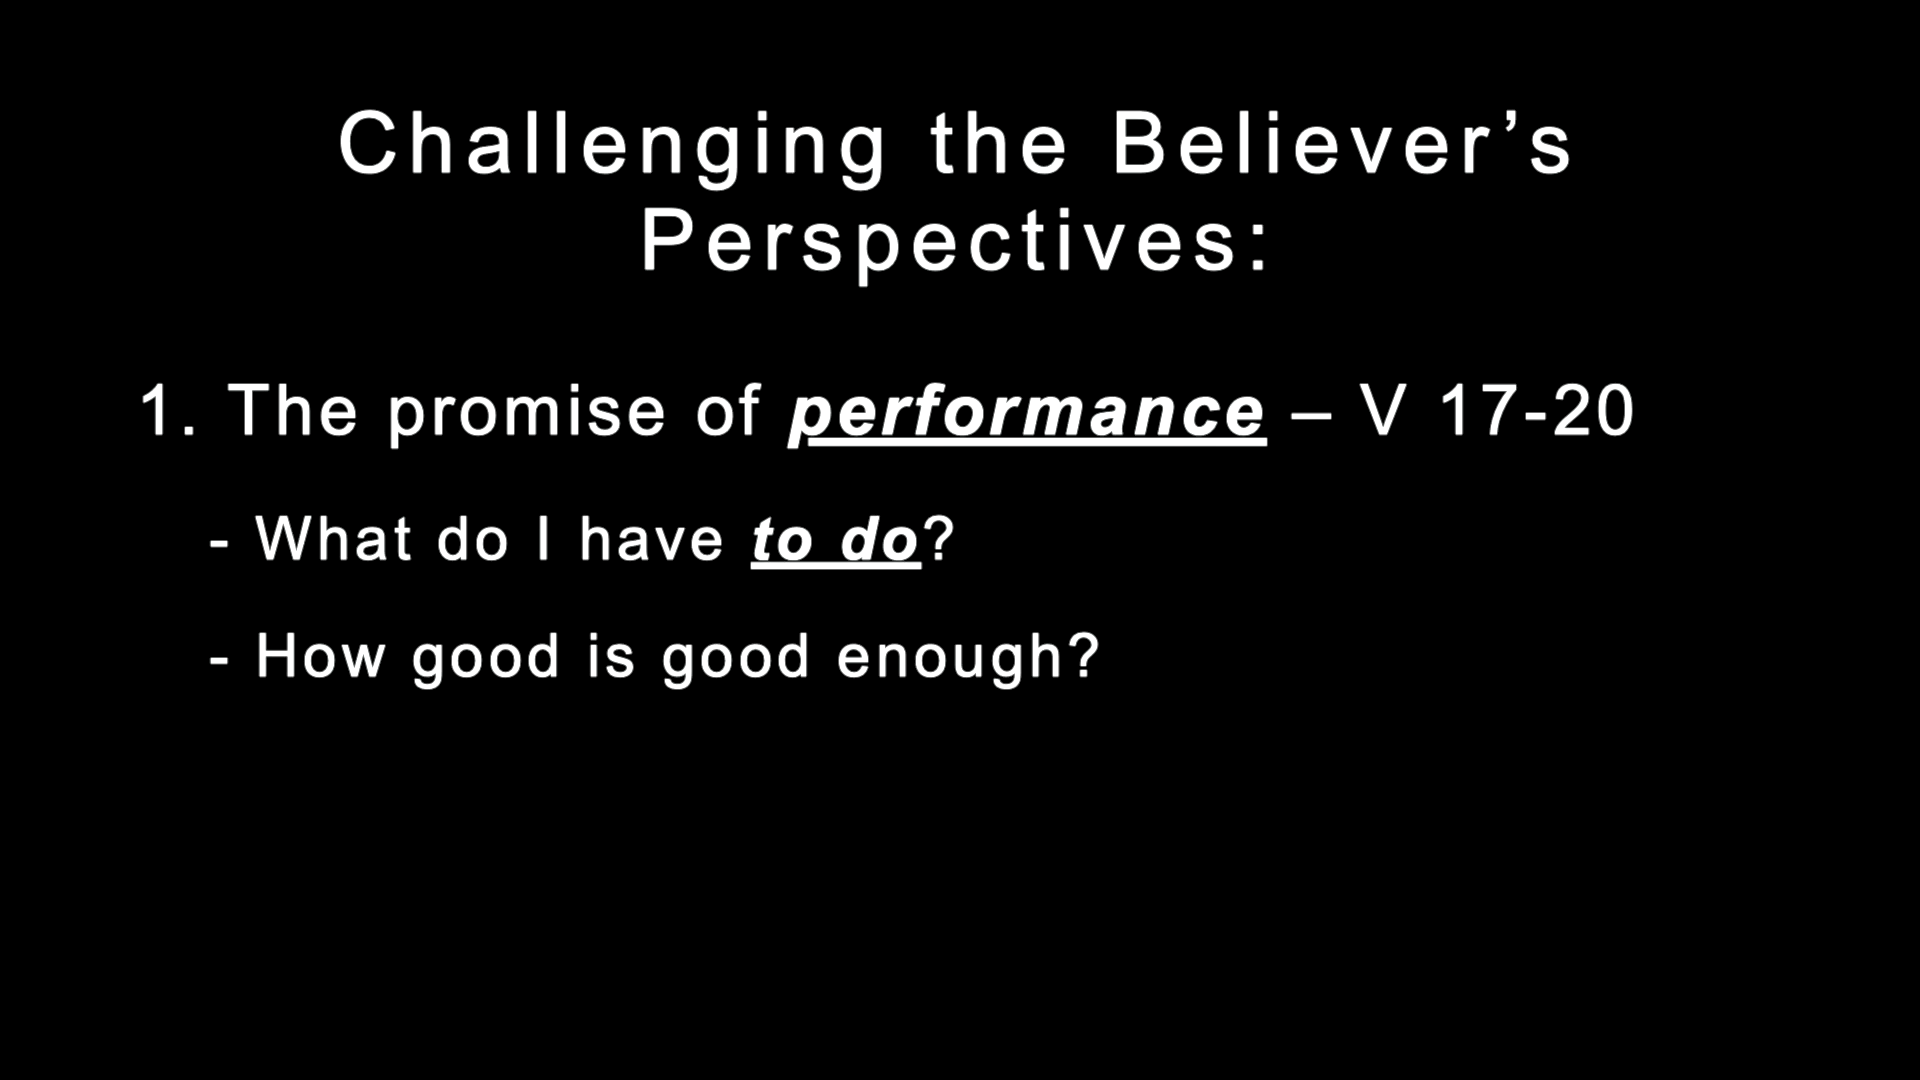 Challenging the Believer’s
Perspectives:
1. The promise of performance – V 17-20
- What do I have to do?
- How good is good enough?